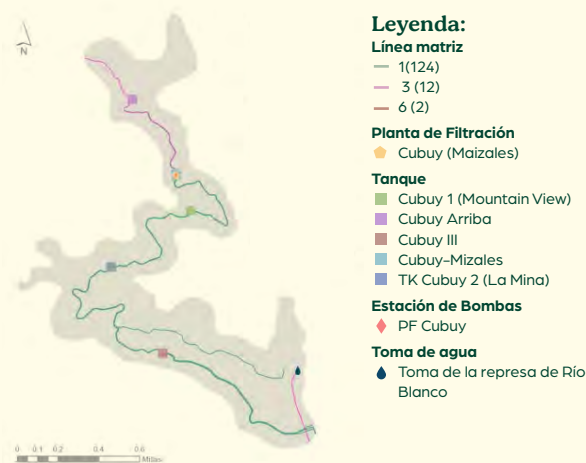 Leyenda:
Línea matriz
1(124)
3 (12)
6 (2)
Planta de Filtración
Cubuy (Maizales)
Tanque
Cubuy 1 (Mountain View)
Cubuy Arriba
Cubuy III
Cubuy-Mizales
TK Cubuy 2 (La Mina)
Estación de Bombas
PF Cubuy
Toma de agua
Toma de la represa de Río
Blanco
N
0 0.1 0.2 0.4 0.6
Millas